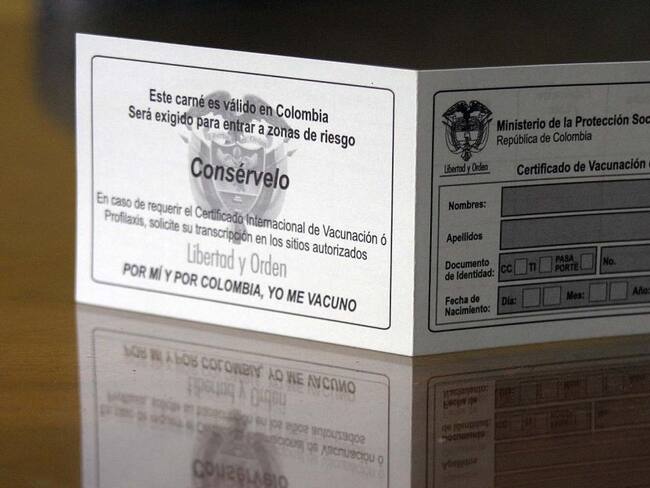 Este carné es válido en Colombia
Será exigido para entrar a zonas de riesgo
Consérvelo
En caso de requerir el Certificado Internacional de Vacunación ó
Profilaxis, solicite su transcripción en los sitios autorizados
Libertad y Orden
POR MÍ Y POR COLOMBIA, YO ME VACUNO
Libertad y Orden
Ministerio de la Protección Soc
República de Colombia
Certificado de Vacunación
Nombres:
Apellidos
Documento
de Identidad:
CC TI PASA
PORTE No.
Fecha de
Nacimiento:
Día: Mes: Año: